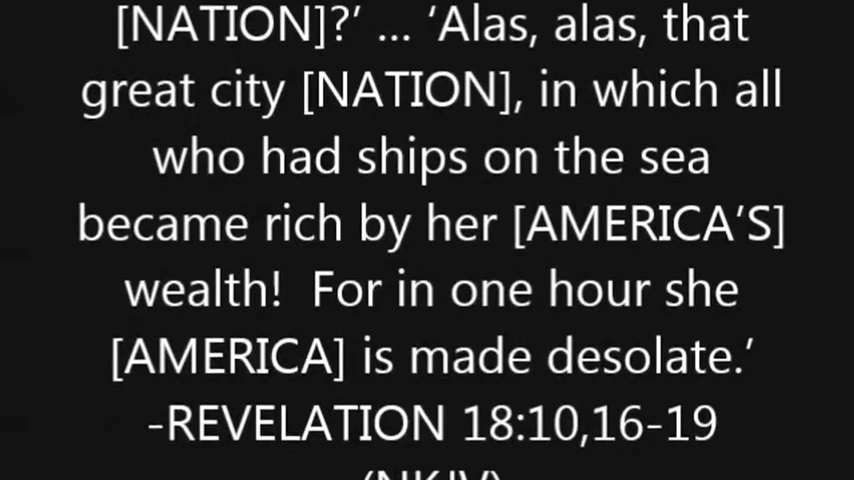 [NATION]?’ ... ‘Alas, alas, that
great city [NATION], in which all
who had ships on the sea
became rich by her [AMERICA’S]
wealth!  For in one hour she
[AMERICA] is made desolate.’
-REVELATION 18:10,16-19
(NKJV)